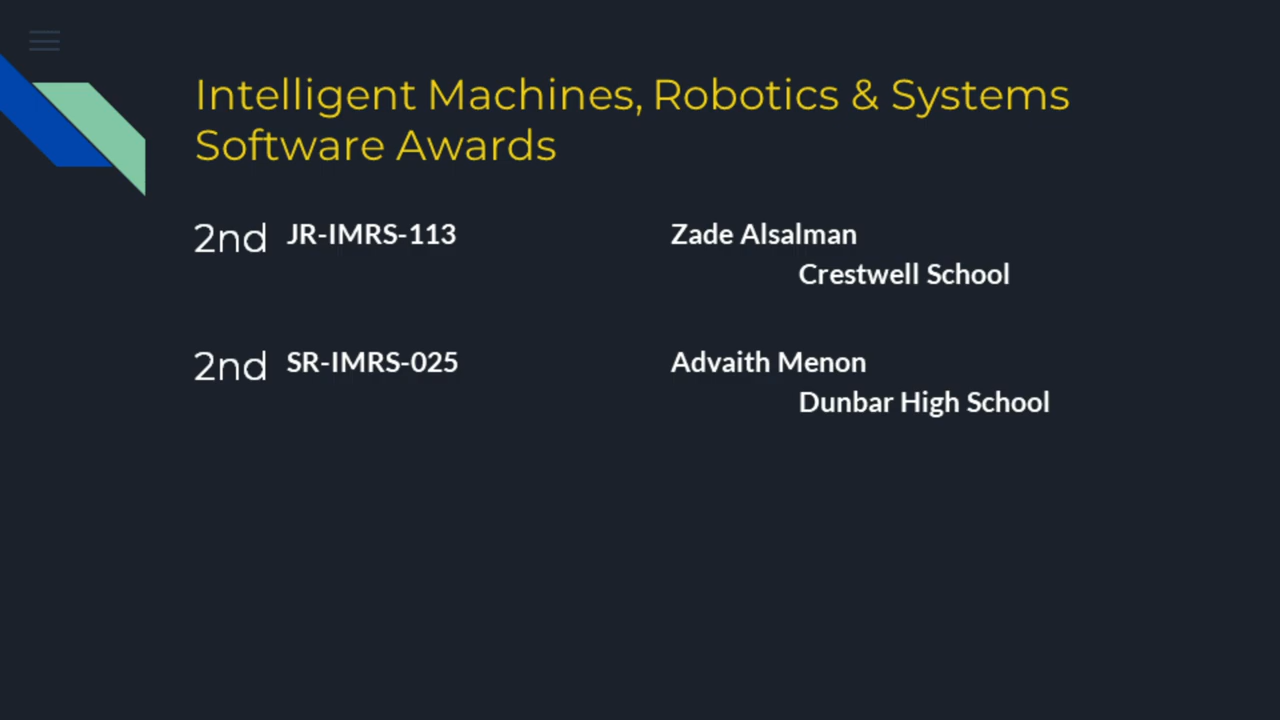 Intelligent Machines, Robotics & Systems
Software Awards
2nd JR-IMRS-113 Zade Alsalman
Crestwell School
2nd SR-IMRS-025 Advaith Menon
Dunbar High School